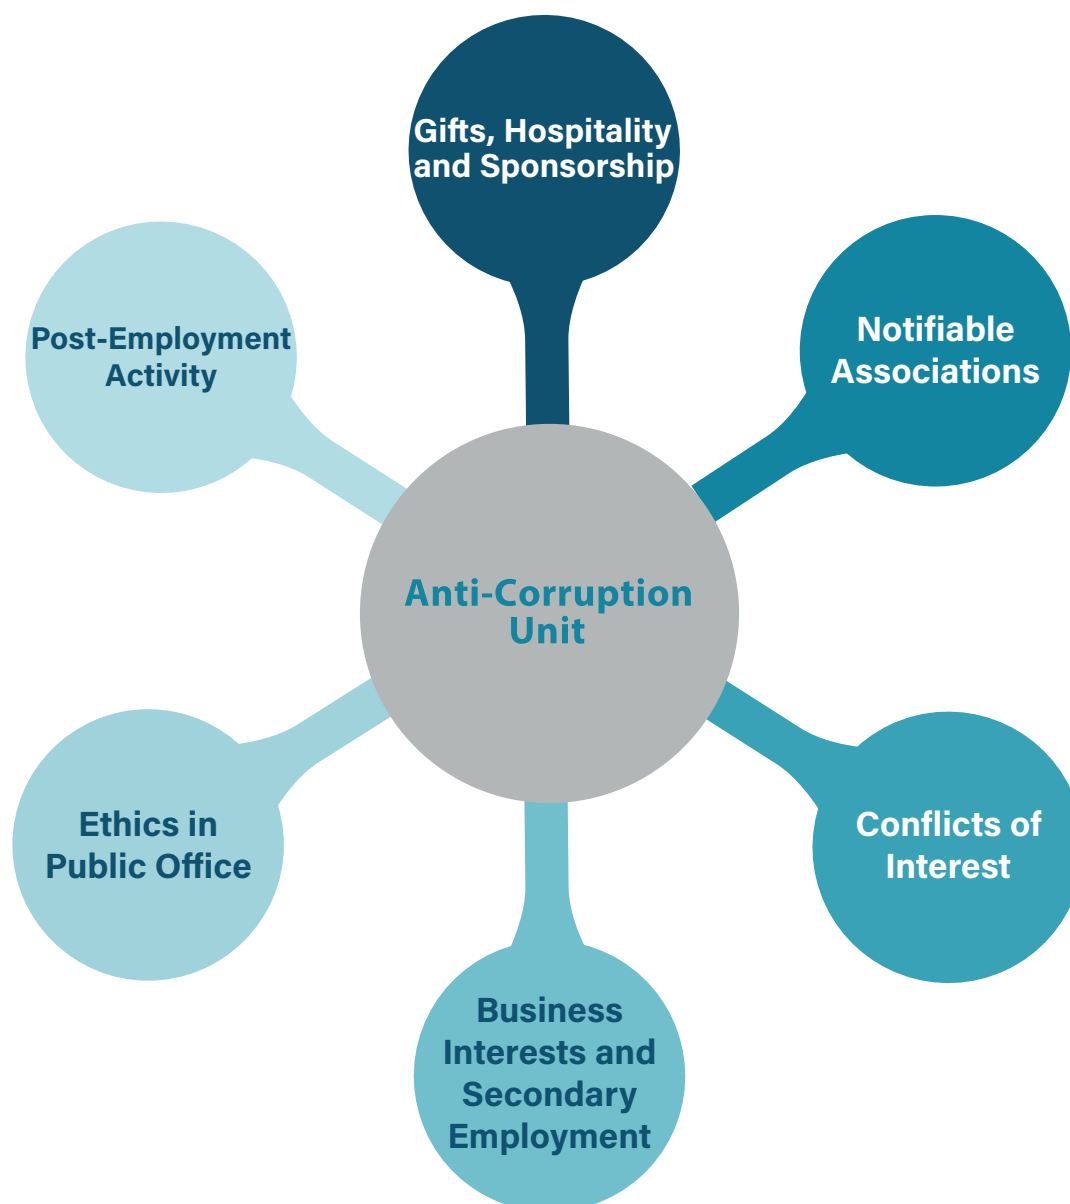 Gifts, Hospitality
and Sponsorship
Notifiable
Associations
Post-Employment
Activity
Anti-Corruption
Unit
Ethics in
Public Office
Conflicts of
Interest
Business
Interests and
Secondary
Employment